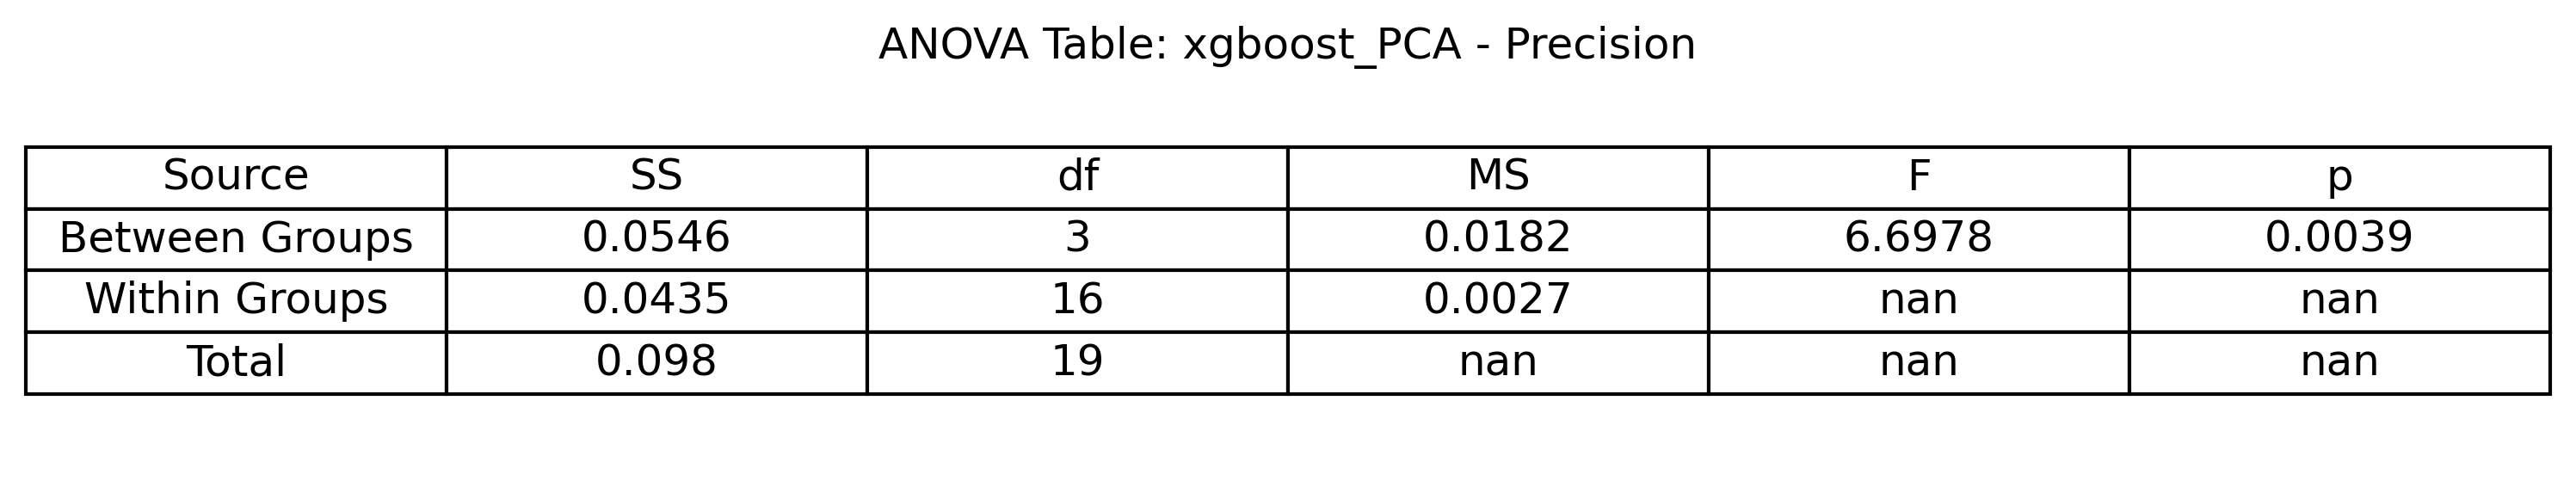 ANOVA Table: xgboost_PCA - Precision
Source SS df MS F p
Between Groups 0.0546 3 0.0182 6.6978 0.0039
Within Groups 0.0435 16 0.0027 nan nan
Total 0.098 19 nan nan nan